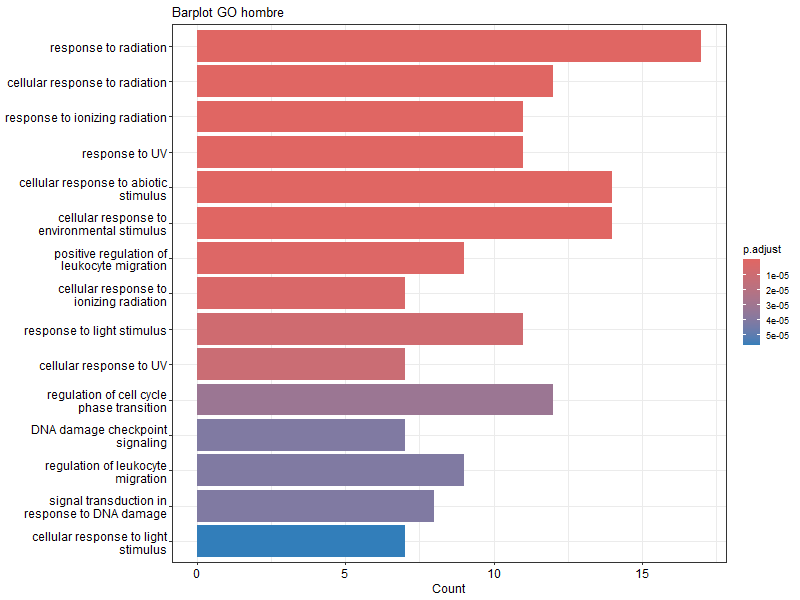 Barplot GO hombre
response to radiation
cellular response to radiation
response to ionizing radiation
response to UV
cellular response to abiotic
stimulus
cellular response to
environmental stimulus
positive regulation of
leukocyte migration
cellular response to
ionizing radiation
response to light stimulus
cellular response to UV
regulation of cell cycle
phase transition
DNA damage checkpoint
signaling
regulation of leukocyte
migration
signal transduction in
response to DNA damage
cellular response to light
stimulus
0 5 10 15
Count
p.adjust
1e-05
2e-05
3e-05
4e-05
5e-05